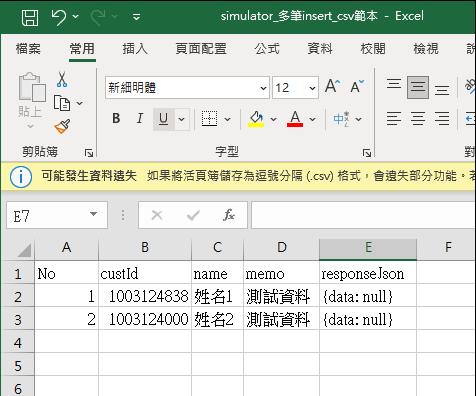 simulator_多筆insert_csv範本 - Excel
檔案 常用 插入 頁面配置 公式 資料 校閱 檢視 說
貼上
新細明體 12 A A
B I U A 中
剪貼簿 字型
可能發生資料遺失 如果將活頁簿儲存為逗號分隔 (.csv) 格式，會遺失部分功能。若
E7 fx
A B C D E F
1 No custId name memo responseJson
2 1 1003124838 姓名1 測試資料 {data: null}
3 2 1003124000 姓名2 測試資料 {data: null}
4
5
6